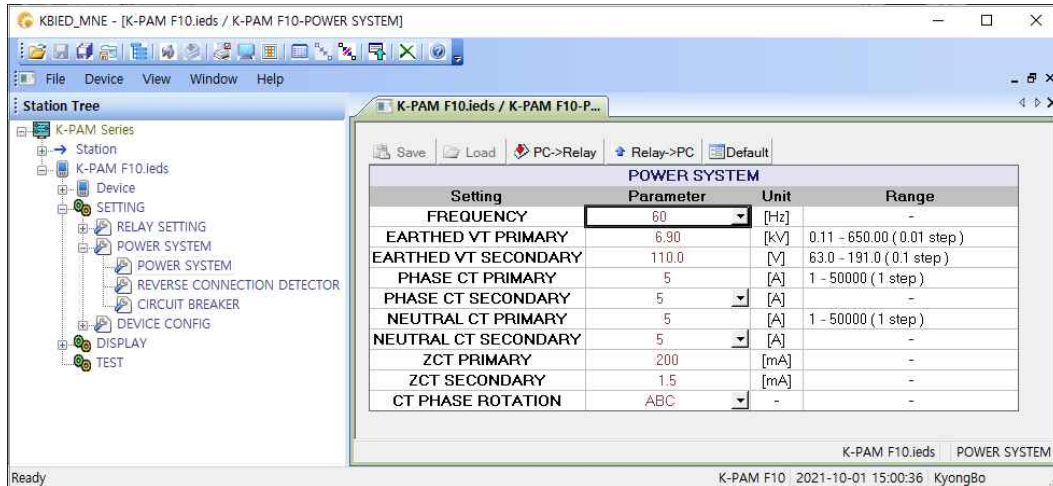 KBIED_MNE - [K-PAM F10.ieds / K-PAM F10-POWER SYSTEM]
File Device View Window Help
Station Tree
K-PAM Series
Station
K-PAM F10.ieds
Device
SETTING
RELAY SETTING
POWER SYSTEM
POWER SYSTEM
REVERSE CONNECTION DETECTOR
CIRCUIT BREAKER
DEVICE CONFIG
DISPLAY
TEST
K-PAM F10.ieds / K-PAM F10-P...
Save Load PC->Relay Relay->PC Default
POWER SYSTEM
Setting Parameter Unit Range
FREQUENCY 60 [Hz] -
EARTHED VT PRIMARY 6.90 [kV] 0.11 - 650.00 ( 0.01 step )
EARTHED VT SECONDARY 110.0 [V] 63.0 - 191.0 ( 0.1 step )
PHASE CT PRIMARY 5 [A] 1 - 50000 ( 1 step )
PHASE CT SECONDARY 5 [A] -
NEUTRAL CT PRIMARY 5 [A] 1 - 50000 ( 1 step )
NEUTRAL CT SECONDARY 5 [A] -
ZCT PRIMARY 200 [mA] -
ZCT SECONDARY 1.5 [mA] -
CT PHASE ROTATION ABC - -
K-PAM F10.ieds POWER SYSTEM
Ready K-PAM F10 2021-10-01 15:00:36 KyongBo